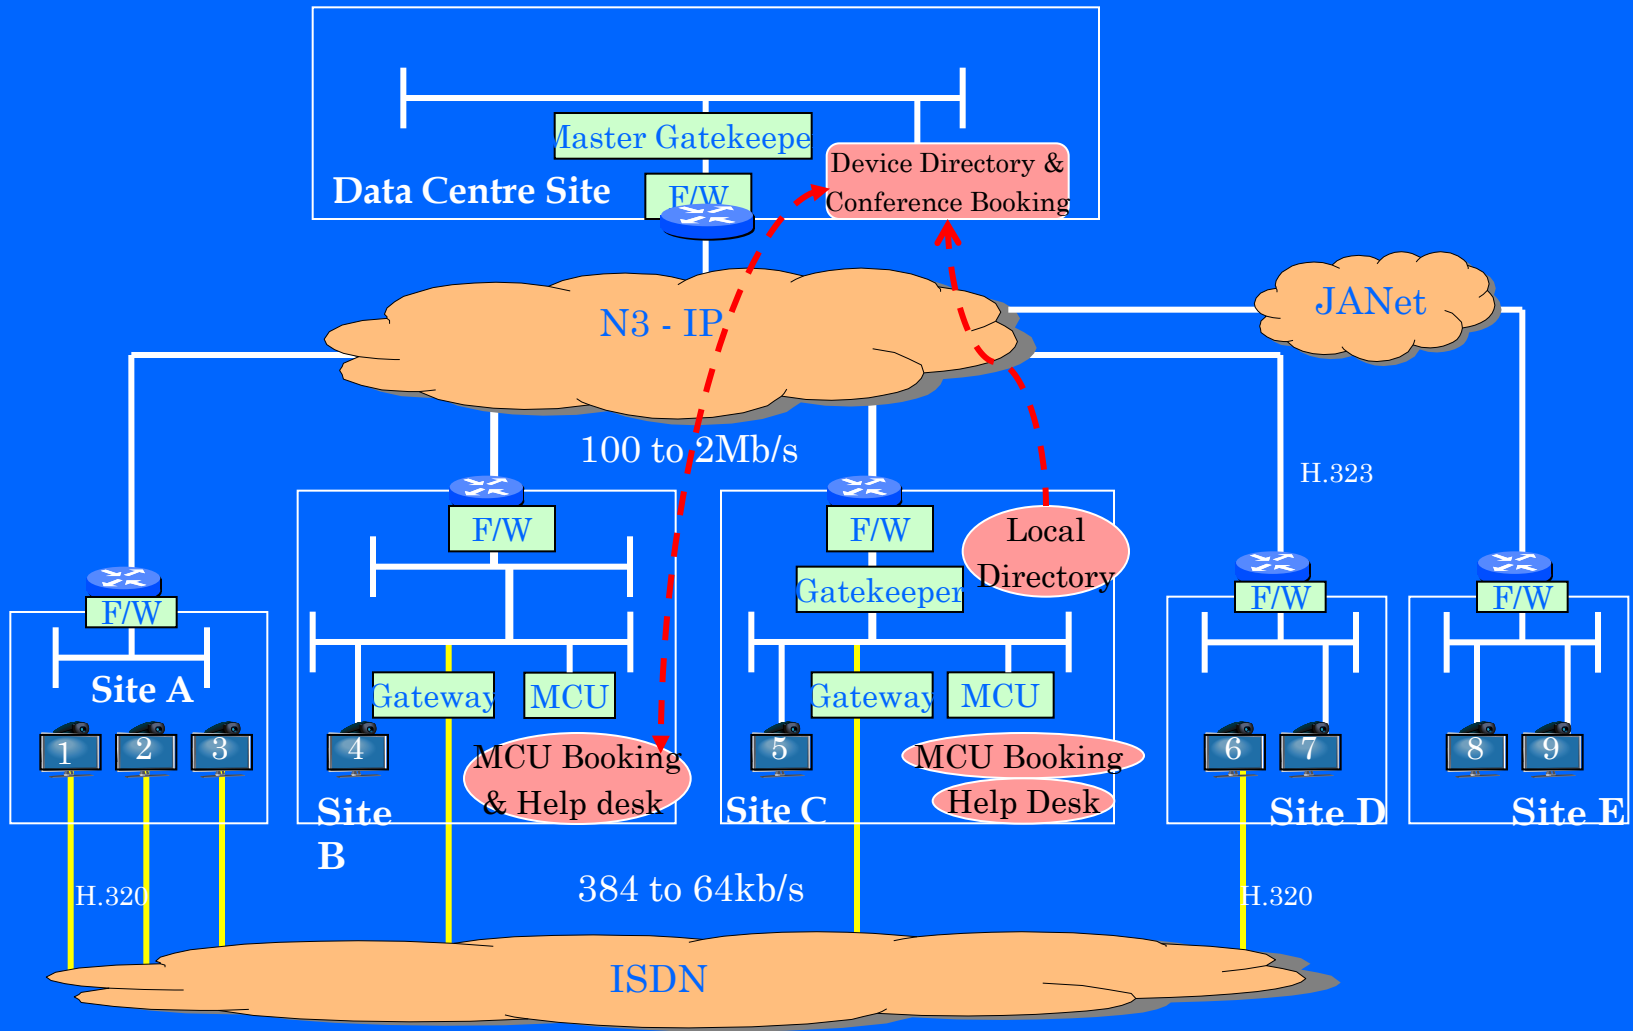 Master Gatekeeper
Device Directory &
Conference Booking
Data Centre Site
F/W
N3 - IP
JANet
100 to 2Mb/s
H.323
F/W
F/W
Local
Directory
Gatekeeper
F/W
F/W
F/W
Site A
Gateway
MCU
Gateway
MCU
1
2
3
4
5
6
7
8
9
MCU Booking
& Help desk
MCU Booking
Help Desk
Site
B
Site C
Site D
Site E
H.320
384 to 64kb/s
H.320
ISDN